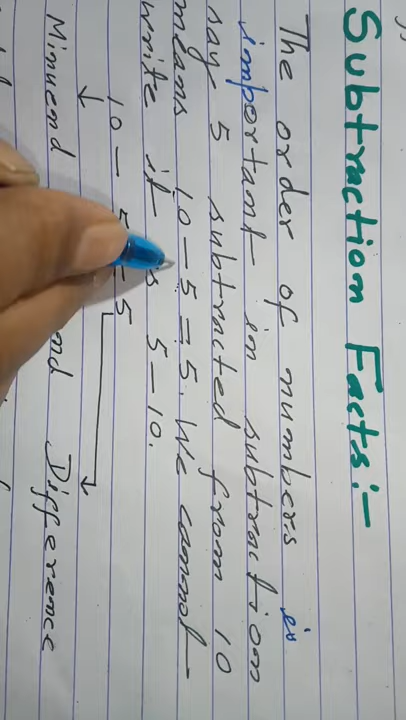 Subtraction Facts:-
The order of numbers is
important in subtraction
say 5 subtracted from 10
means 10-5=5. We cannot
write it as 5-10.
10 - 5 = 5
Minuend Difference